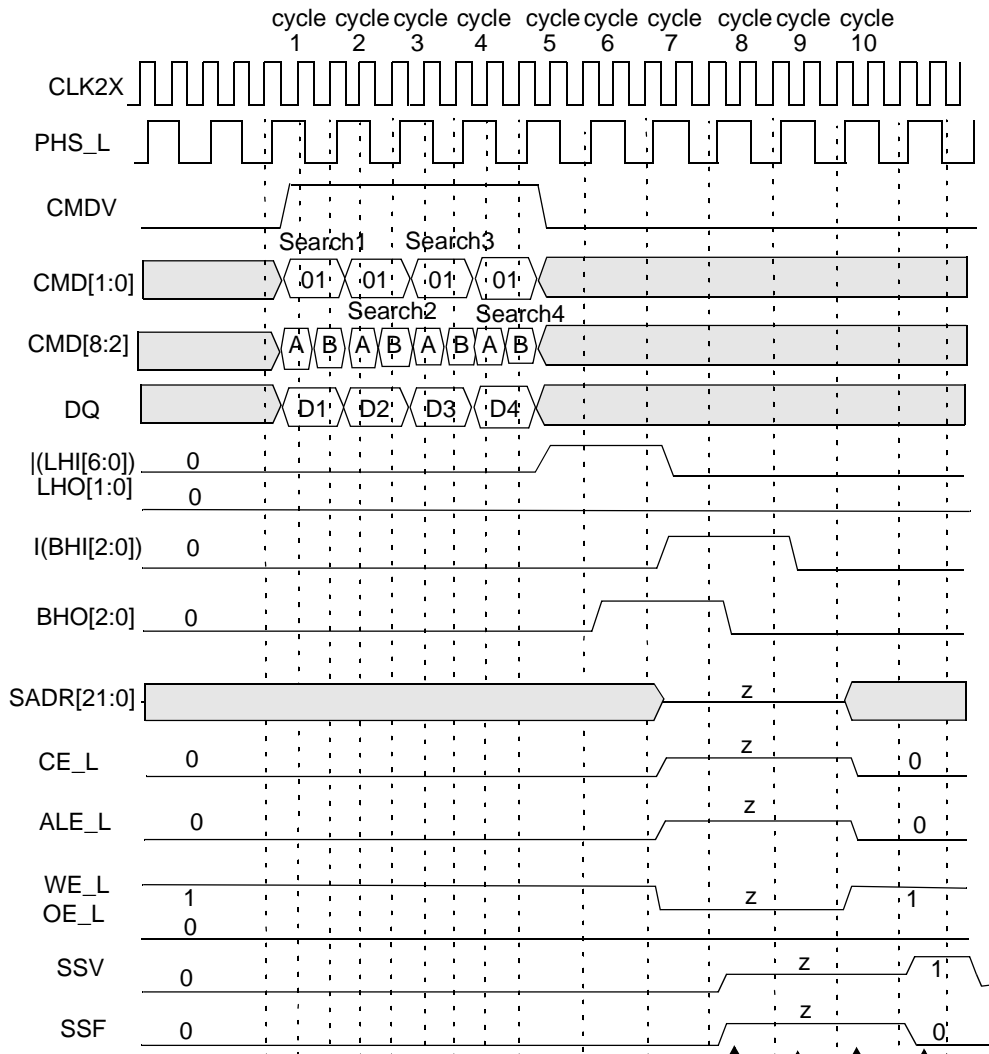 cycle cycle cycle cycle cycle cycle cycle cycle cycle cycle
1 2 3 4 5 6 7 8 9 10
CLK2X
PHS_L
CMDV
Search1 Search3
CMD[1:0] 01 01 01 01
Search2 Search4
CMD[8:2] A B A B A B A B
DQ D1 D2 D3 D4
|(LHI[6:0]) 0
LHO[1:0] 0
I(BHI[2:0]) 0
BHO[2:0] 0
SADR[21:0] z
CE_L 0 z 0
ALE_L 0 z 0
WE_L 1 z 1
OE_L 0
SSV 0 z 1
SSF 0 z 0